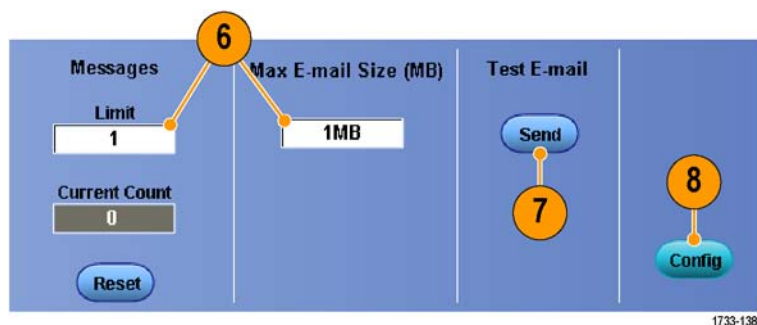 6
Messages
Max E-mail Size (MB)
Test E-mail
Limit
1
1MB
Send
Current Count
0
7
8
Reset
Config
1733-138